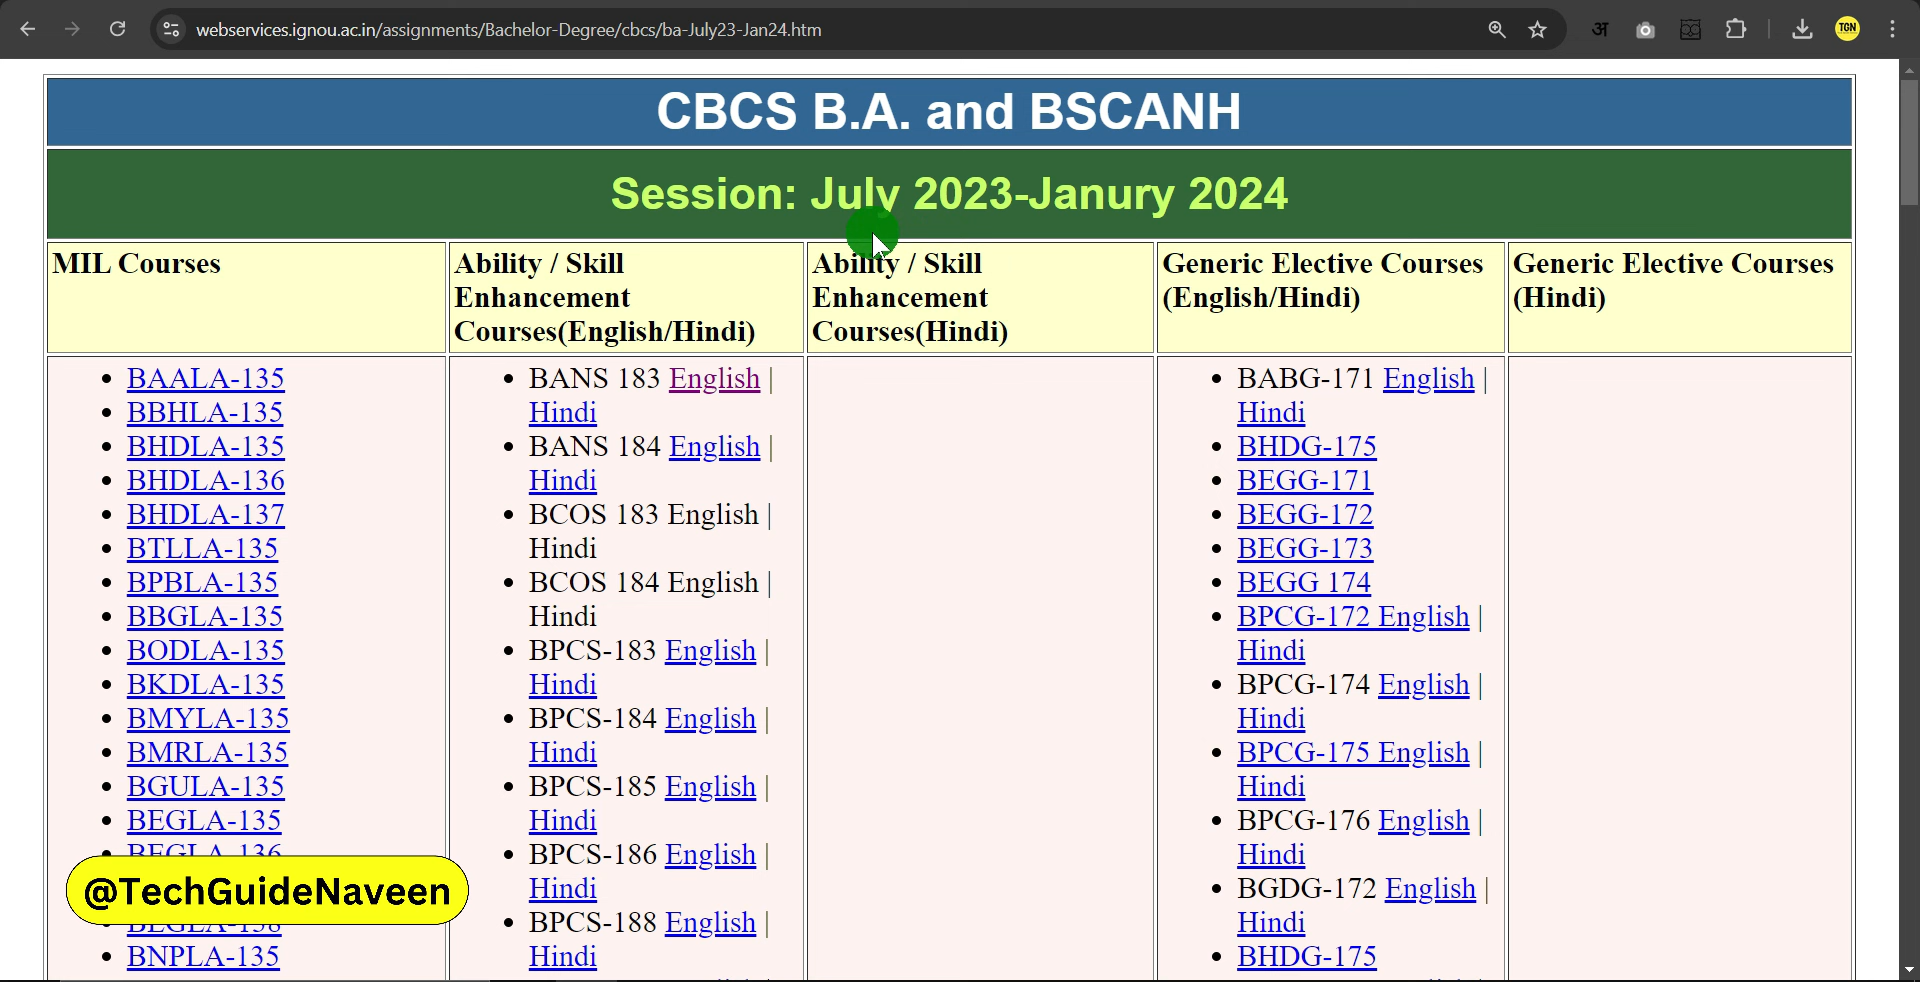 webservices.ignou.ac.in/assignments/Bachelor-Degree/cbcs/ba-July23-Jan24.htm
अ
TGN
CBCS B.A. and BSCANH
Session: July 2023-Janury 2024
MIL Courses
Ability / Skill
Enhancement
Courses(English/Hindi)
Ability / Skill
Enhancement
Courses(Hindi)
Generic Elective Courses
(English/Hindi)
Generic Elective Courses
(Hindi)
BAALA-135
BBHLA-135
BHDLA-135
BHDLA-136
BHDLA-137
BTLLA-135
BPBLA-135
BBGLA-135
BODLA-135
BKDLA-135
BMYLA-135
BMRLA-135
BGULA-135
BEGLA-135
BEGLA-136
BEGLA-138
BNPLA-135
BANS 183 English |
Hindi
BANS 184 English |
Hindi
BCOS 183 English |
Hindi
BCOS 184 English |
Hindi
BPCS-183 English |
Hindi
BPCS-184 English |
Hindi
BPCS-185 English |
Hindi
BPCS-186 English |
Hindi
BPCS-188 English |
Hindi
BABG-171 English |
Hindi
BHDG-175
BEGG-171
BEGG-172
BEGG-173
BEGG 174
BPCG-172 English |
Hindi
BPCG-174 English |
Hindi
BPCG-175 English |
Hindi
BPCG-176 English |
Hindi
BGDG-172 English |
Hindi
BHDG-175
@TechGuideNaveen